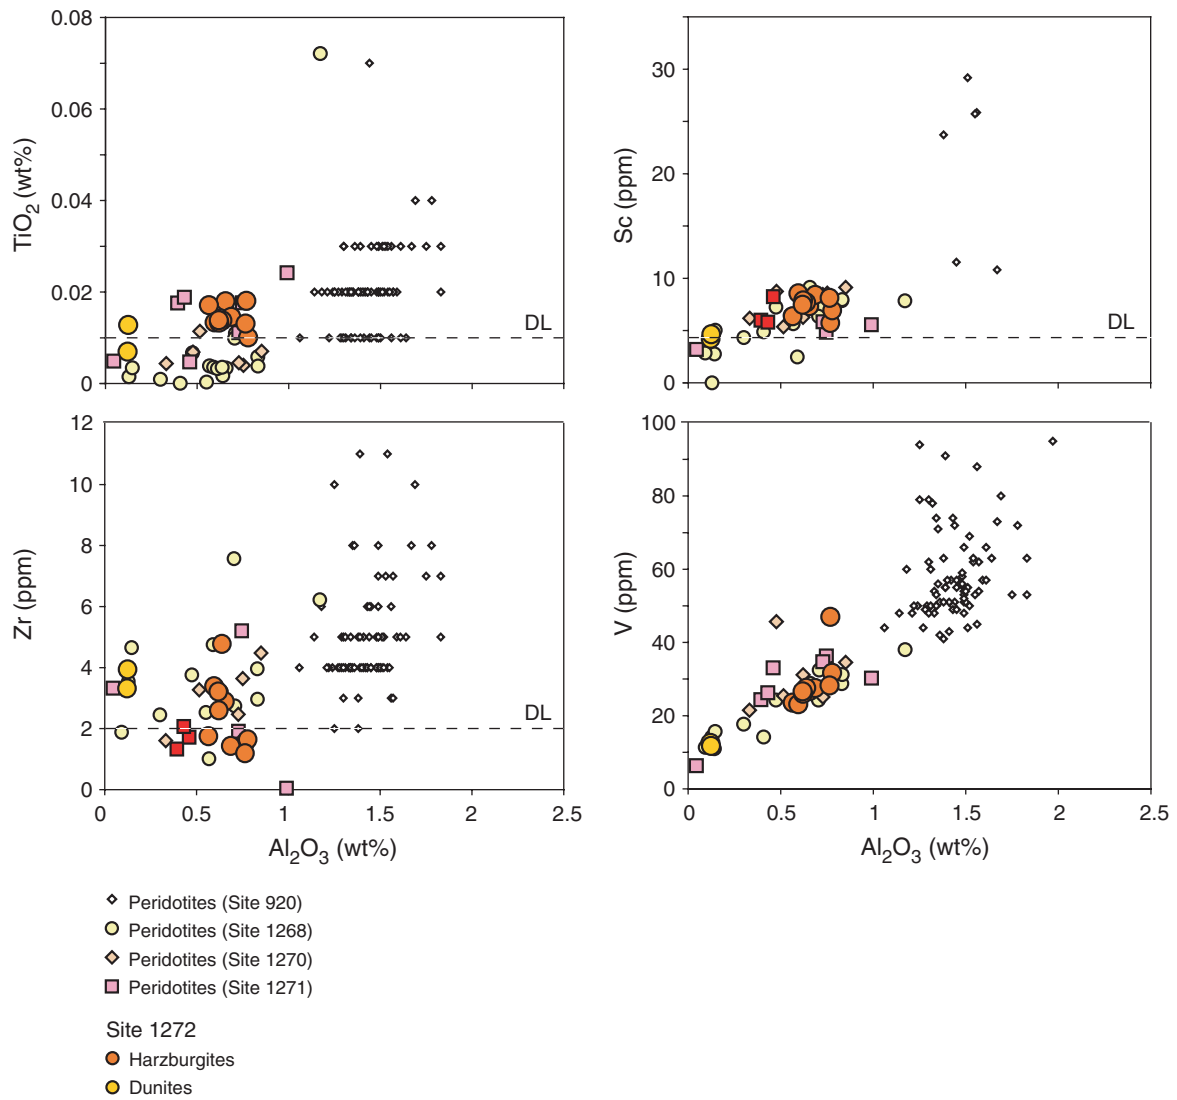 0.08
0.06
0.04
0.02
0
TiO2 (wt%)
DL
30
20
10
0
Sc (ppm)
DL
12
10
8
6
4
2
0
Zr (ppm)
DL
0 0.5 1 1.5 2 2.5
Al2O3 (wt%)
100
80
60
40
20
0
V (ppm)
0 0.5 1 1.5 2 2.5
Al2O3 (wt%)
Peridotites (Site 920)
Peridotites (Site 1268)
Peridotites (Site 1270)
Peridotites (Site 1271)
Site 1272
Harzburgites
Dunites